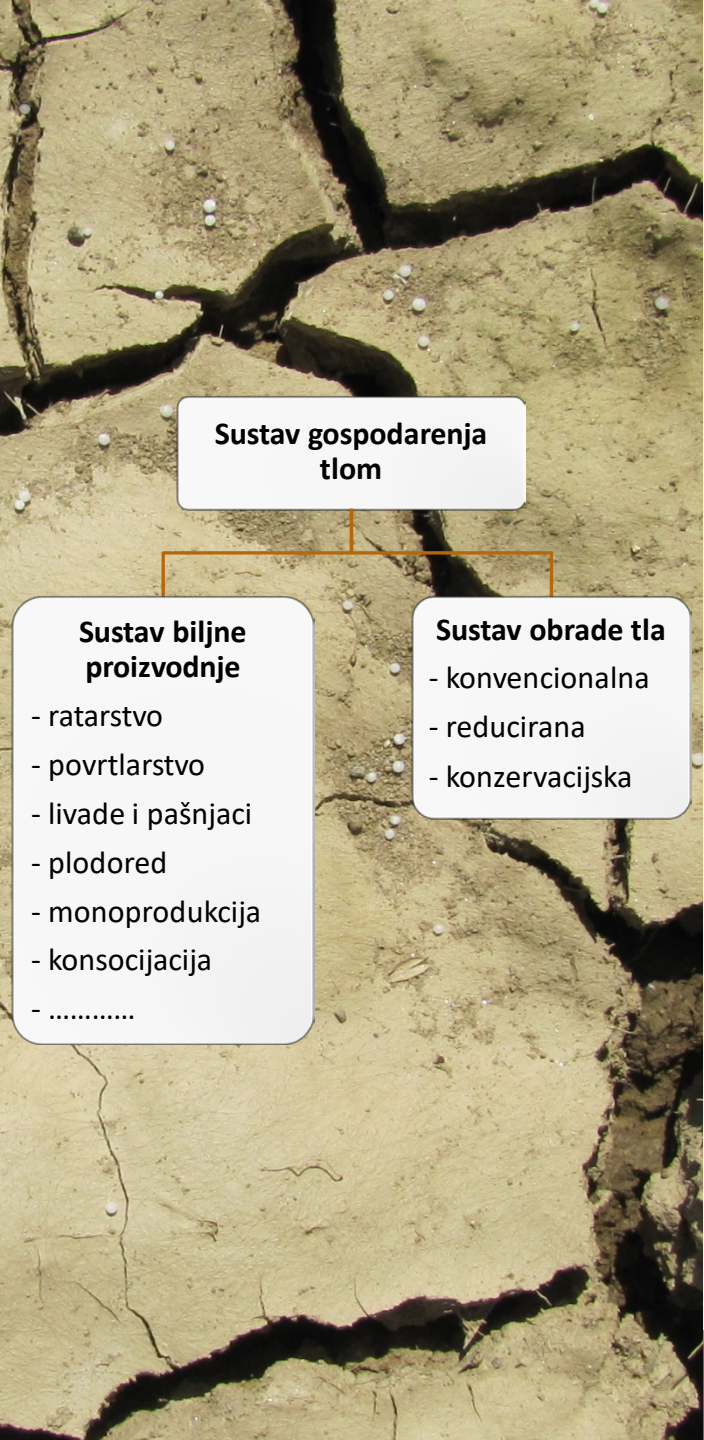 Sustav gospodarenja
tlom
Sustav biljne
proizvodnje
- ratarstvo
- povrtlarstvo
- livade i pašnjaci
- plodored
- monoprodukcija
- konsocijacija
- …………
Sustav obrade tla
- konvencionalna
- reducirana
- konzervacijska